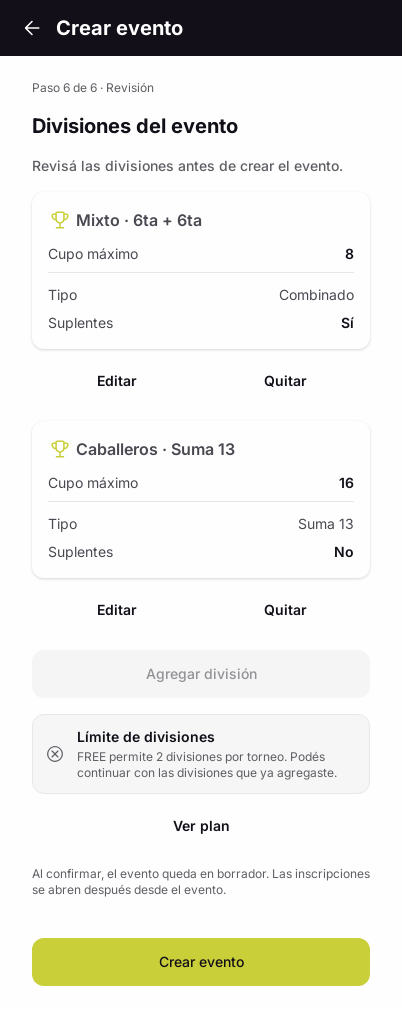 Crear evento
Paso 6 de 6 · Revisión
Divisiones del evento
Revisá las divisiones antes de crear el evento.
Mixto · 6ta + 6ta
Cupo máximo 8
Tipo Combinado
Suplentes Sí
Editar Quitar
Caballeros · Suma 13
Cupo máximo 16
Tipo Suma 13
Suplentes No
Editar Quitar
Agregar división
Límite de divisiones
FREE permite 2 divisiones por torneo. Podés
continuar con las divisiones que ya agregaste.
Ver plan
Al confirmar, el evento queda en borrador. Las inscripciones
se abren después desde el evento.
Crear evento